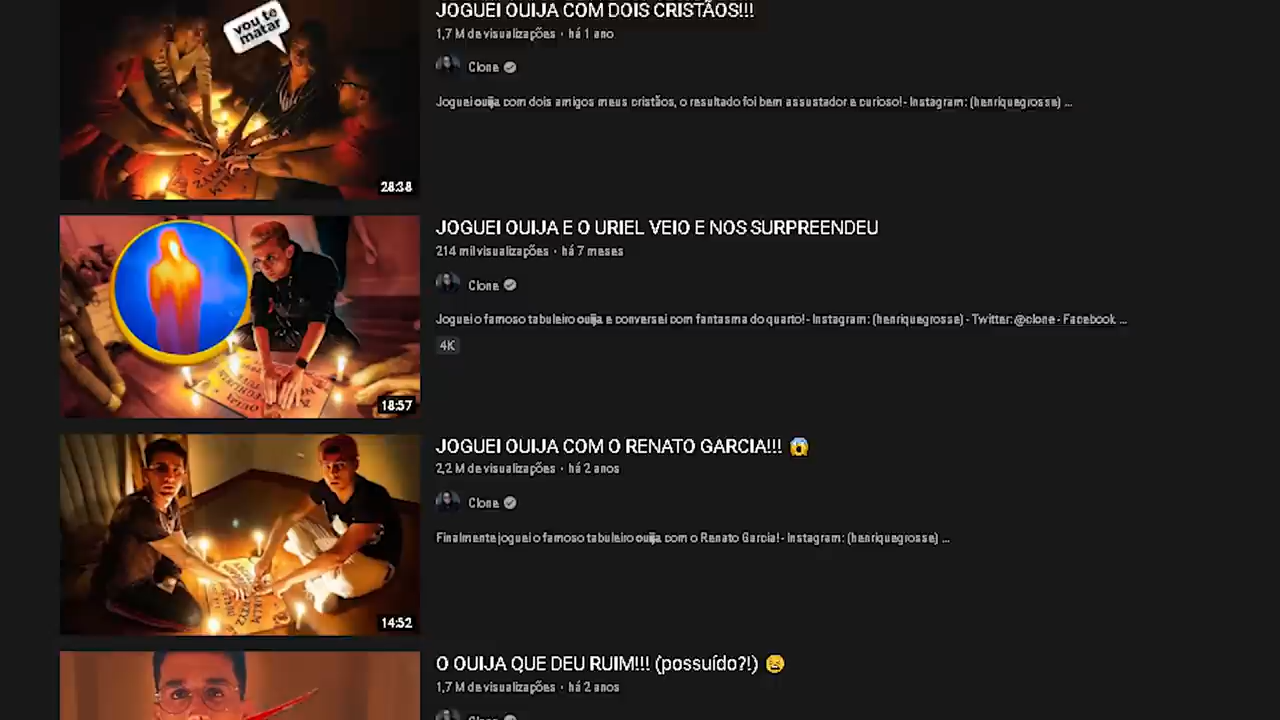 JOGUEI OUIJA COM DOIS CRISTÃOS!!!
1,7 M de visualizações · há 1 ano
vou te
matar
Clone
Joguei ouija com dois amigos meus cristãos, o resultado foi bem assustador e curioso! - Instagram: (henriquegrosse) ...
28:38
JOGUEI OUIJA E O URIEL VEIO E NOS SURPREENDEU
214 mil visualizações · há 7 meses
Clone
Joguei o famoso tabuleiro ouija e conversei com fantasma do quarto! - Instagram: (henriquegrosse) - Twitter: @clone - Facebook ...
4K
18:57
JOGUEI OUIJA COM O RENATO GARCIA!!! 😱
2,2 M de visualizações · há 2 anos
Clone
Finalmente joguei o famoso tabuleiro ouija com o Renato Garcia! - Instagram: (henriquegrosse) ...
14:52
O OUIJA QUE DEU RUIM!!! (possuído?!) 😩
1,7 M de visualizações · há 2 anos
Clone